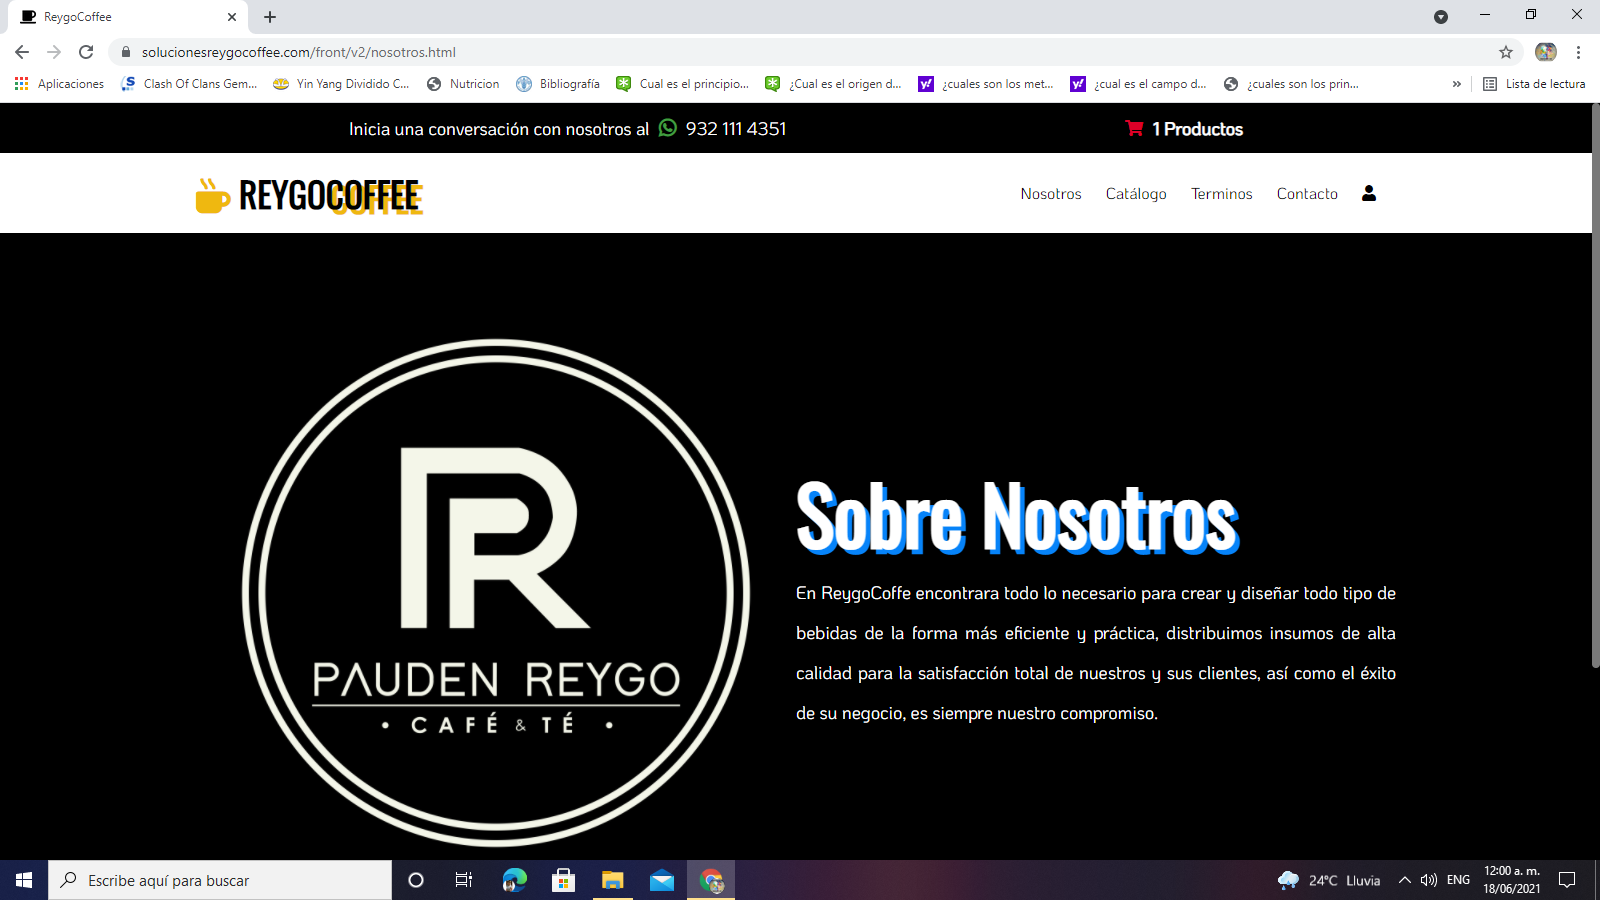 ReygoCoffee
solucionesreygocoffee.com/front/v2/nosotros.html
Aplicaciones
Clash Of Clans Gem...
Yin Yang Dividido C...
Nutricion
Bibliografía
Cual es el principio...
¿Cual es el origen d...
¿cuales son los met...
¿cual es el campo d...
¿cuales son los prin...
»
Lista de lectura
Inicia una conversación con nosotros al 932 111 4351
1 Productos
REYGOCOFFEE
Nosotros
Catálogo
Terminos
Contacto
PR
PAUDEN REYGO
• CAFÉ & TÉ •
Sobre Nosotros
En ReygoCoffe encontrara todo lo necesario para crear y diseñar todo tipo de
bebidas de la forma más eficiente y práctica, distribuimos insumos de alta
calidad para la satisfacción total de nuestros y sus clientes, así como el éxito
de su negocio, es siempre nuestro compromiso.
Escribe aquí para buscar
24°C Lluvia
ENG
12:00 a. m.
18/06/2021